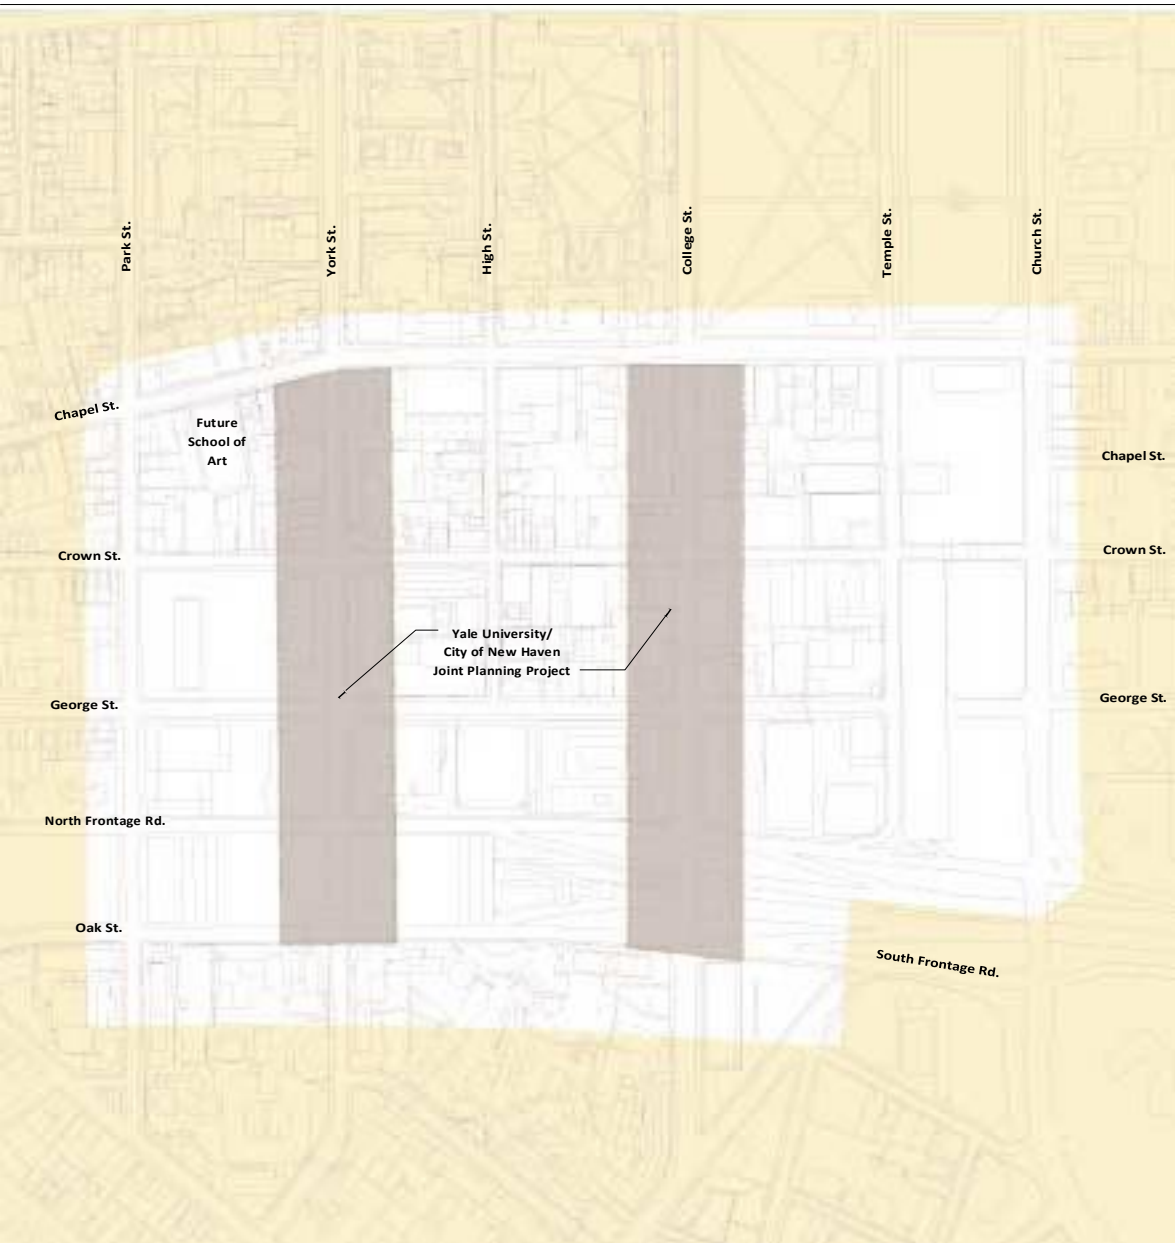 Park St.
York St.
High St.
College St.
Temple St.
Church St.
Chapel St.
Future
School of
Art
Chapel St.
Crown St.
Crown St.
Yale University/
City of New Haven
Joint Planning Project
George St.
George St.
North Frontage Rd.
Oak St.
South Frontage Rd.